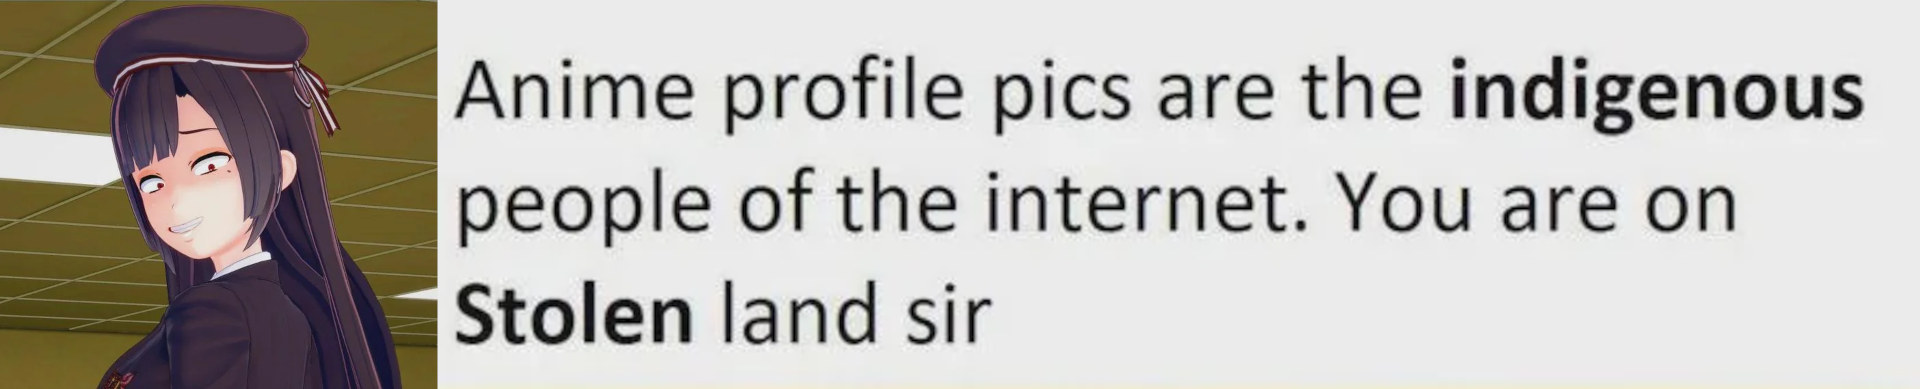 Anime profile pics are the indigenous
people of the internet. You are on
Stolen land sir